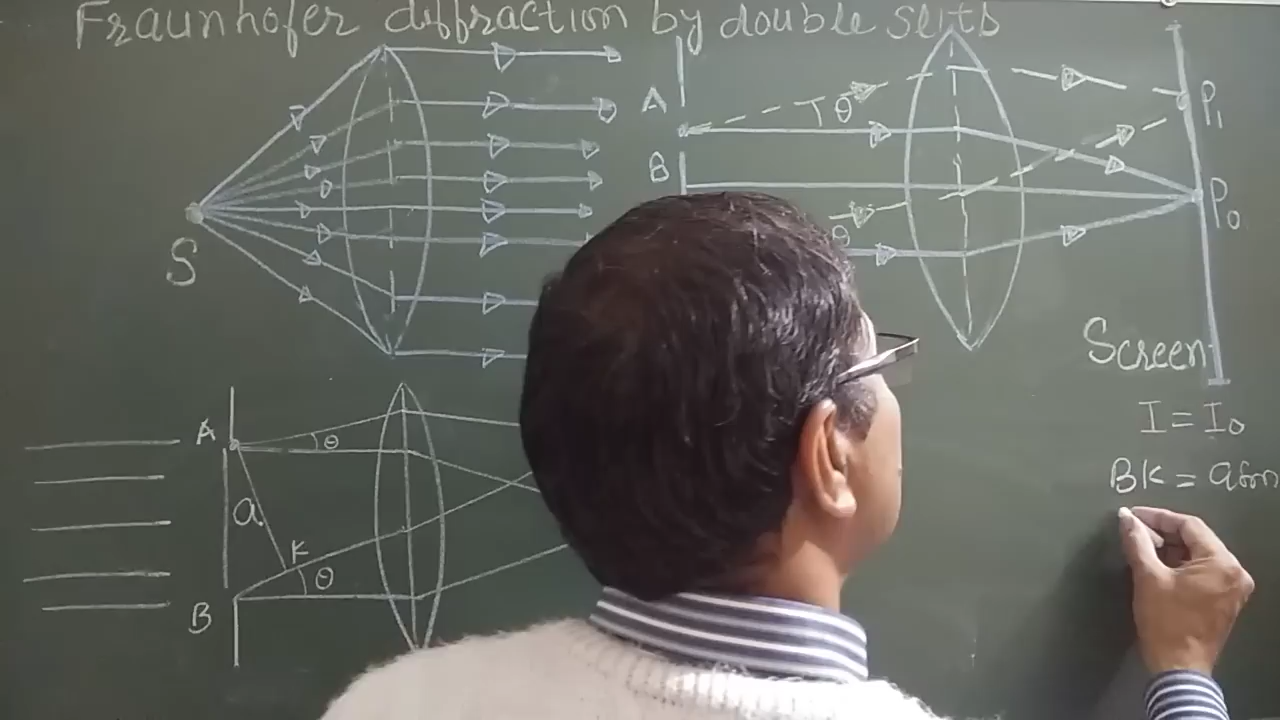 Fraunhofer diffraction by double slits
A
θ
P₁
B
P₀
S
θ
Screen
I = I₀
A
θ
BK = a sin
a
K
θ
B